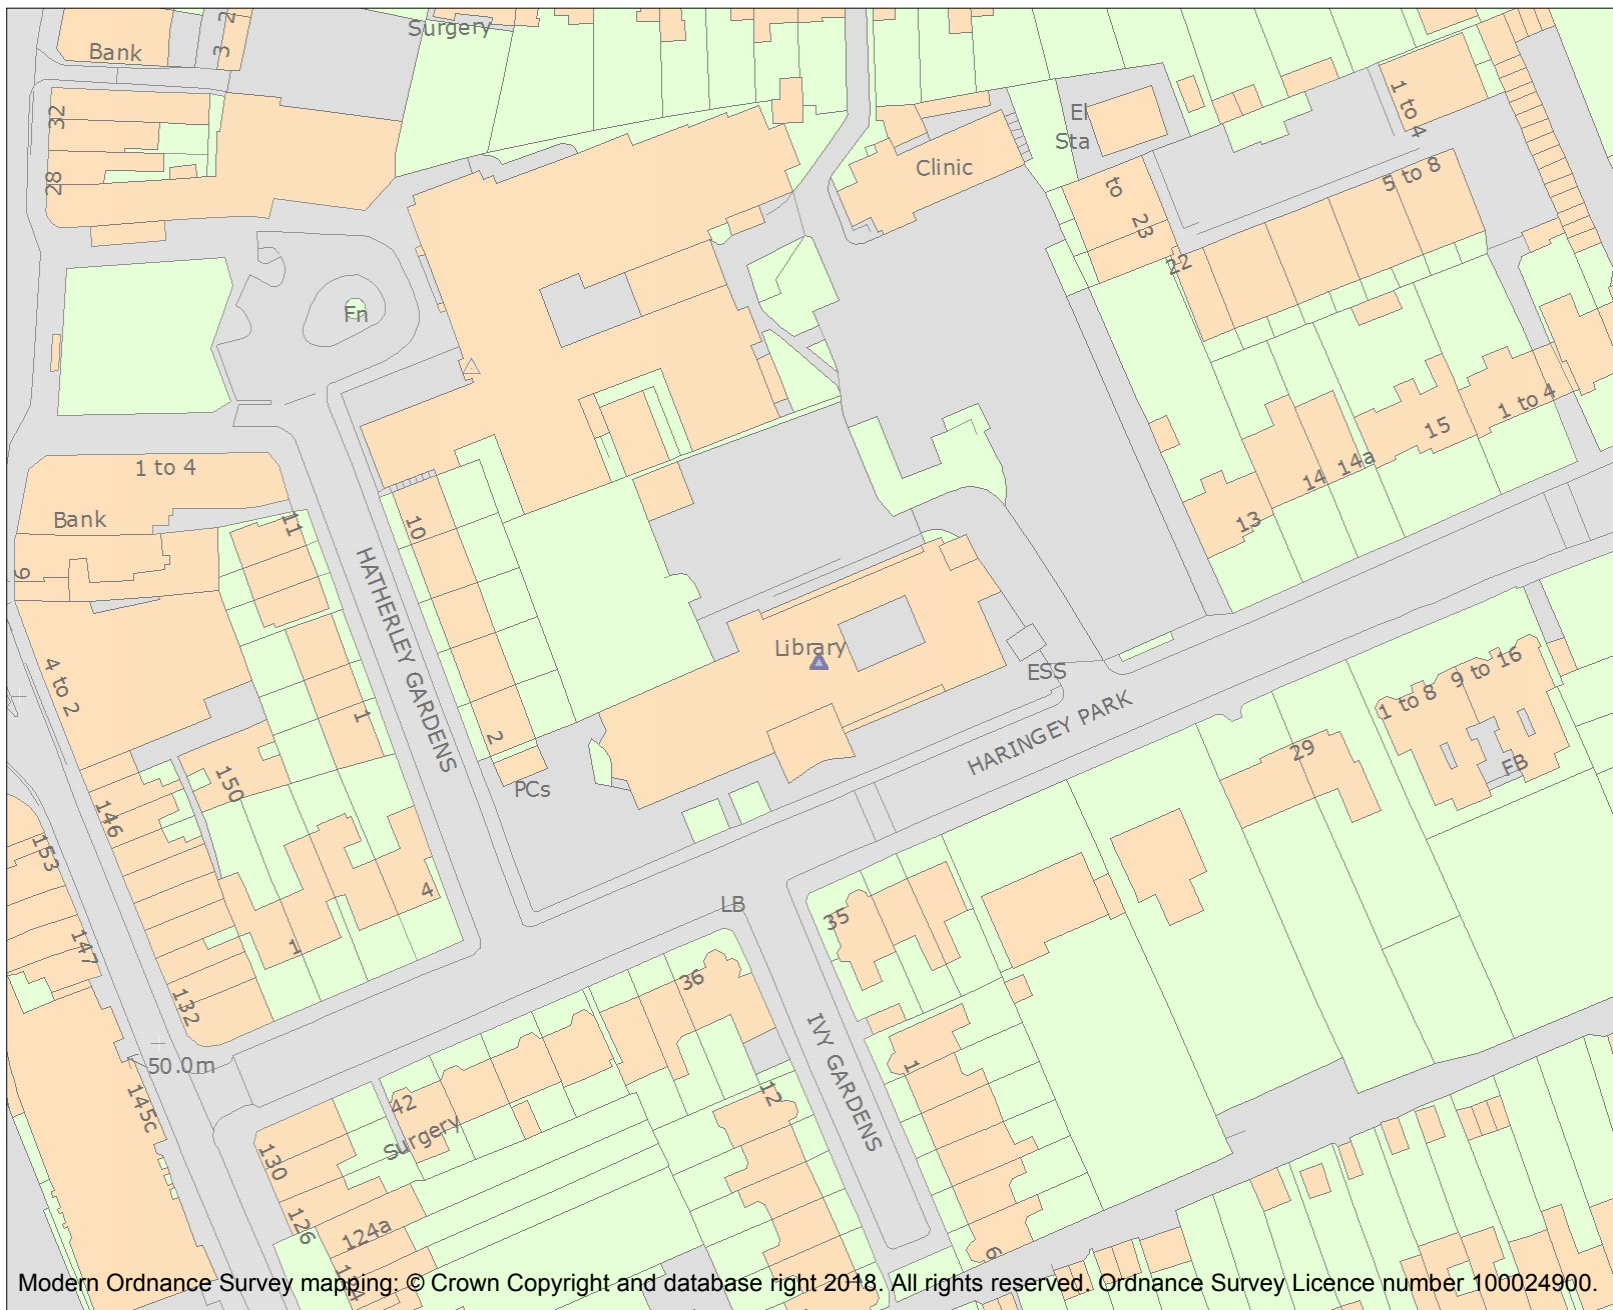 Surgery
2
3
Bank
32
28
El
Sta
1 to 4
Clinic
to
23
5 to 8
22
Fn
1 to 4
Bank
11
10
9
15
1 to 4
14
14a
13
HATHERLEY GARDENS
Library
ESS
4 to 2
1
2
PCs
HARINGEY PARK
1 to 8
9 to 16
29
FB
150
146
153
4
1
LB
35
147
36
132
IVY GARDENS
1
50.0m
145c
42
Surgery
12
130
126
124a
6
Modern Ordnance Survey mapping: © Crown Copyright and database right 2018. All rights reserved. Ordnance Survey Licence number 100024900.